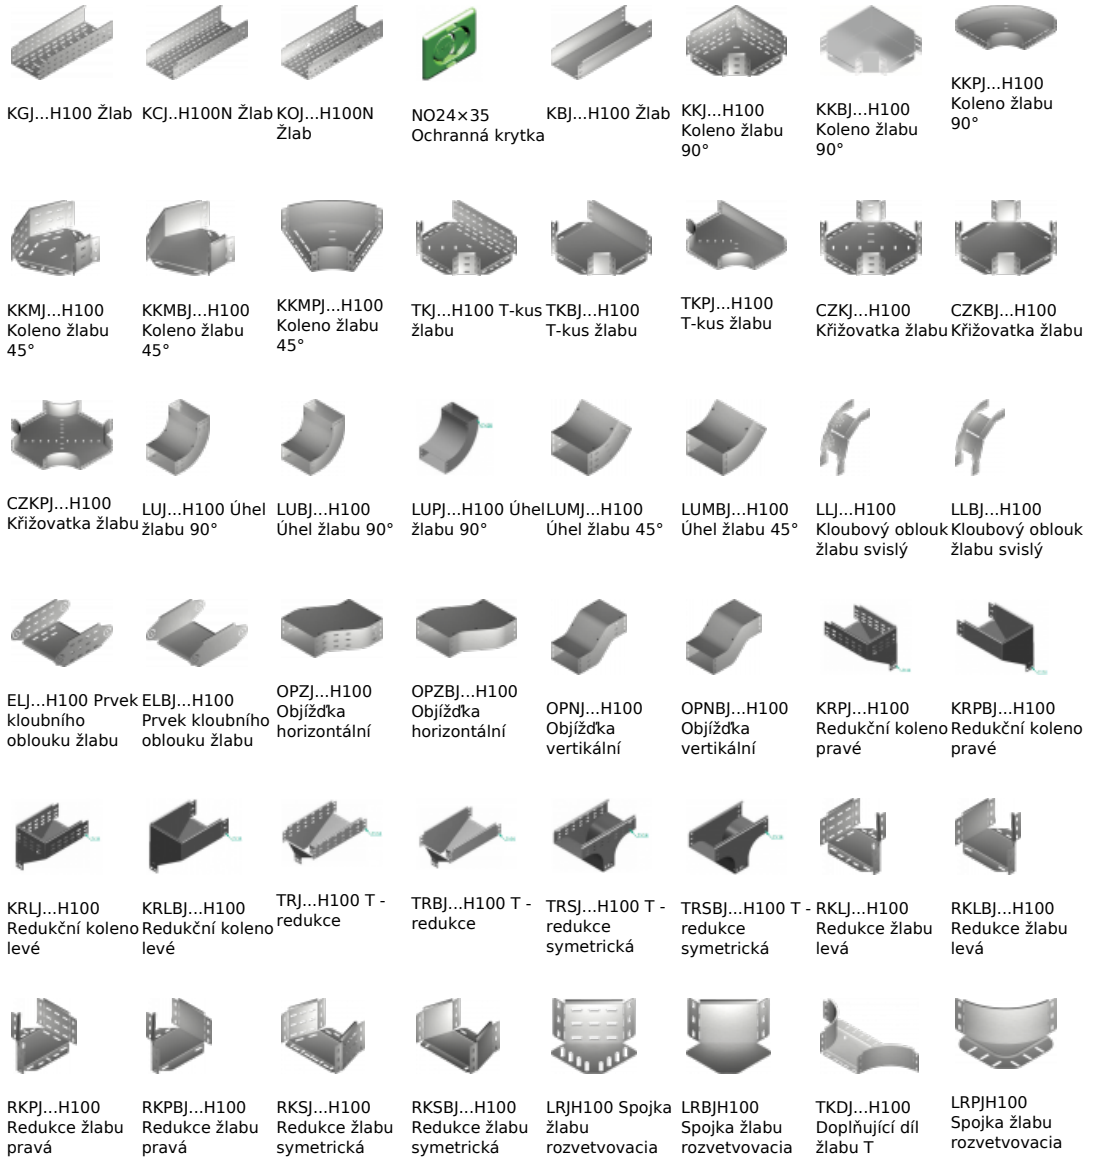 KGJ...H100 Žlab
KCJ..H100N Žlab
KOJ...H100N
Žlab
NO24×35
Ochranná krytka
KBJ...H100 Žlab
KKJ...H100
Koleno žlabu
90°
KKBJ...H100
Koleno žlabu
90°
KKPJ...H100
Koleno žlabu
90°
KKMJ...H100
Koleno žlabu
45°
KKMBJ...H100
Koleno žlabu
45°
KKMPJ...H100
Koleno žlabu
45°
TKJ...H100 T-kus
žlabu
TKBJ...H100
T-kus žlabu
TKPJ...H100
T-kus žlabu
CZKJ...H100
Křižovatka žlabu
CZKBJ...H100
Křižovatka žlabu
CZKPJ...H100
Křižovatka žlabu
LUJ...H100 Úhel
žlabu 90°
LUBJ...H100
Úhel žlabu 90°
LUPJ...H100 Úhel
žlabu 90°
LUMJ...H100
Úhel žlabu 45°
LUMBJ...H100
Úhel žlabu 45°
LLJ...H100
Kloubový oblouk
žlabu svislý
LLBJ...H100
Kloubový oblouk
žlabu svislý
ELJ...H100 Prvek
kloubního
oblouku žlabu
ELBJ...H100
Prvek kloubního
oblouku žlabu
OPZJ...H100
Objížďka
horizontální
OPZBJ...H100
Objížďka
horizontální
OPNJ...H100
Objížďka
vertikální
OPNBJ...H100
Objížďka
vertikální
KRPJ...H100
Redukční koleno
pravé
KRPBJ...H100
Redukční koleno
pravé
KRLJ...H100
Redukční koleno
levé
KRLBJ...H100
Redukční koleno
levé
TRJ...H100 T -
redukce
TRBJ...H100 T -
redukce
TRSJ...H100 T -
redukce
symetrická
TRSBJ...H100 T -
redukce
symetrická
RKLJ...H100
Redukce žlabu
levá
RKLBJ...H100
Redukce žlabu
levá
RKPJ...H100
Redukce žlabu
pravá
RKPBJ...H100
Redukce žlabu
pravá
RKSJ...H100
Redukce žlabu
symetrická
RKSBJ...H100
Redukce žlabu
symetrická
LRJH100 Spojka
žlabu
rozvetvovacia
LRBJH100
Spojka žlabu
rozvetvovacia
TKDJ...H100
Doplňující díl
žlabu T
LRPJH100
Spojka žlabu
rozvetvovacia